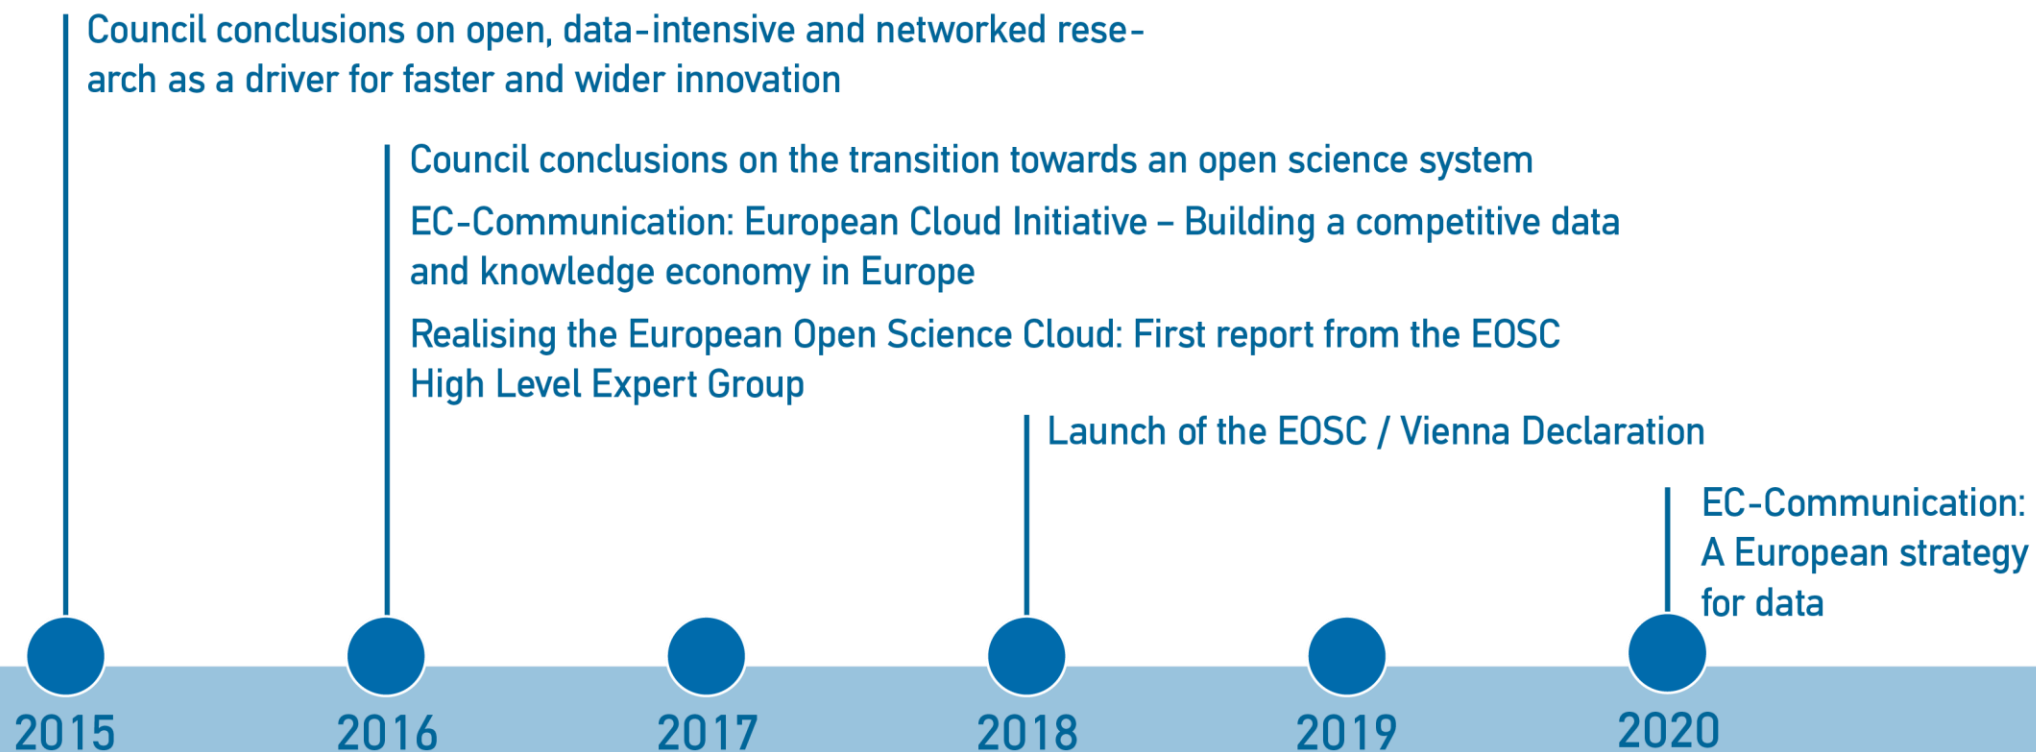 Council conclusions on open, data-intensive and networked rese-
arch as a driver for faster and wider innovation
Council conclusions on the transition towards an open science system
EC-Communication: European Cloud Initiative – Building a competitive data
and knowledge economy in Europe
Realising the European Open Science Cloud: First report from the EOSC
High Level Expert Group
Launch of the EOSC / Vienna Declaration
EC-Communication:
A European strategy
for data
2015
2016
2017
2018
2019
2020